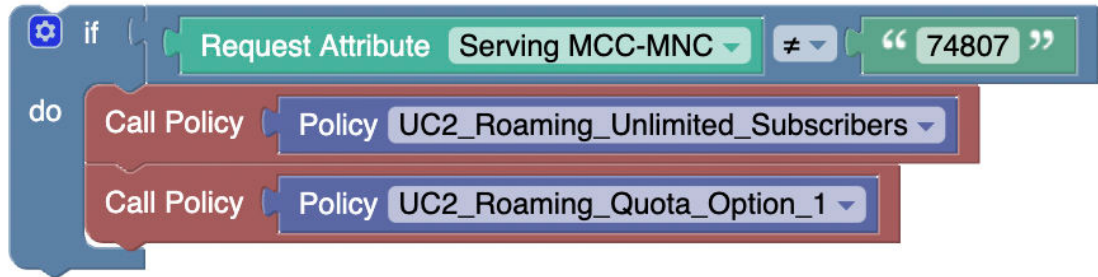 if Request Attribute Serving MCC-MNC ≠ “ 74807 ”
do Call Policy Policy UC2_Roaming_Unlimited_Subscribers
Call Policy Policy UC2_Roaming_Quota_Option_1